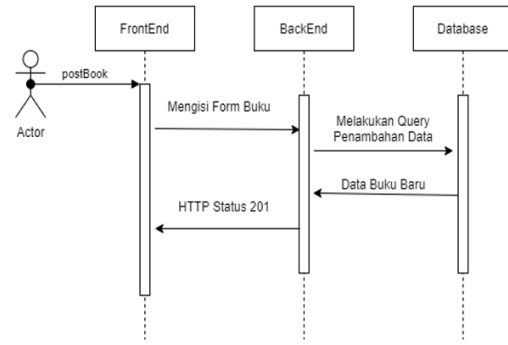 FrontEnd
BackEnd
Database
postBook
Actor
Mengisi Form Buku
Melakukan Query
Penambahan Data
Data Buku Baru
HTTP Status 201